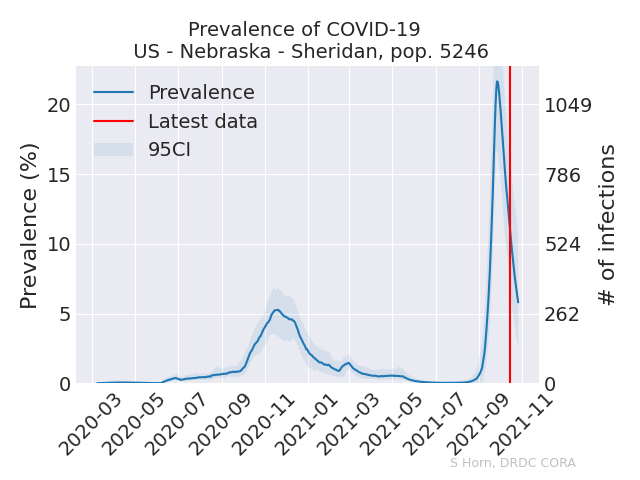 Prevalence of COVID-19
US - Nebraska - Sheridan, pop. 5246
Prevalence
Latest data
95CI
Prevalence (%)
20
15
10
5
0
1049
786
524
262
0
# of infections
2020-03
2020-05
2020-07
2020-09
2020-11
2021-01
2021-03
2021-05
2021-07
2021-09
2021-11
S Horn, DRDC CORA